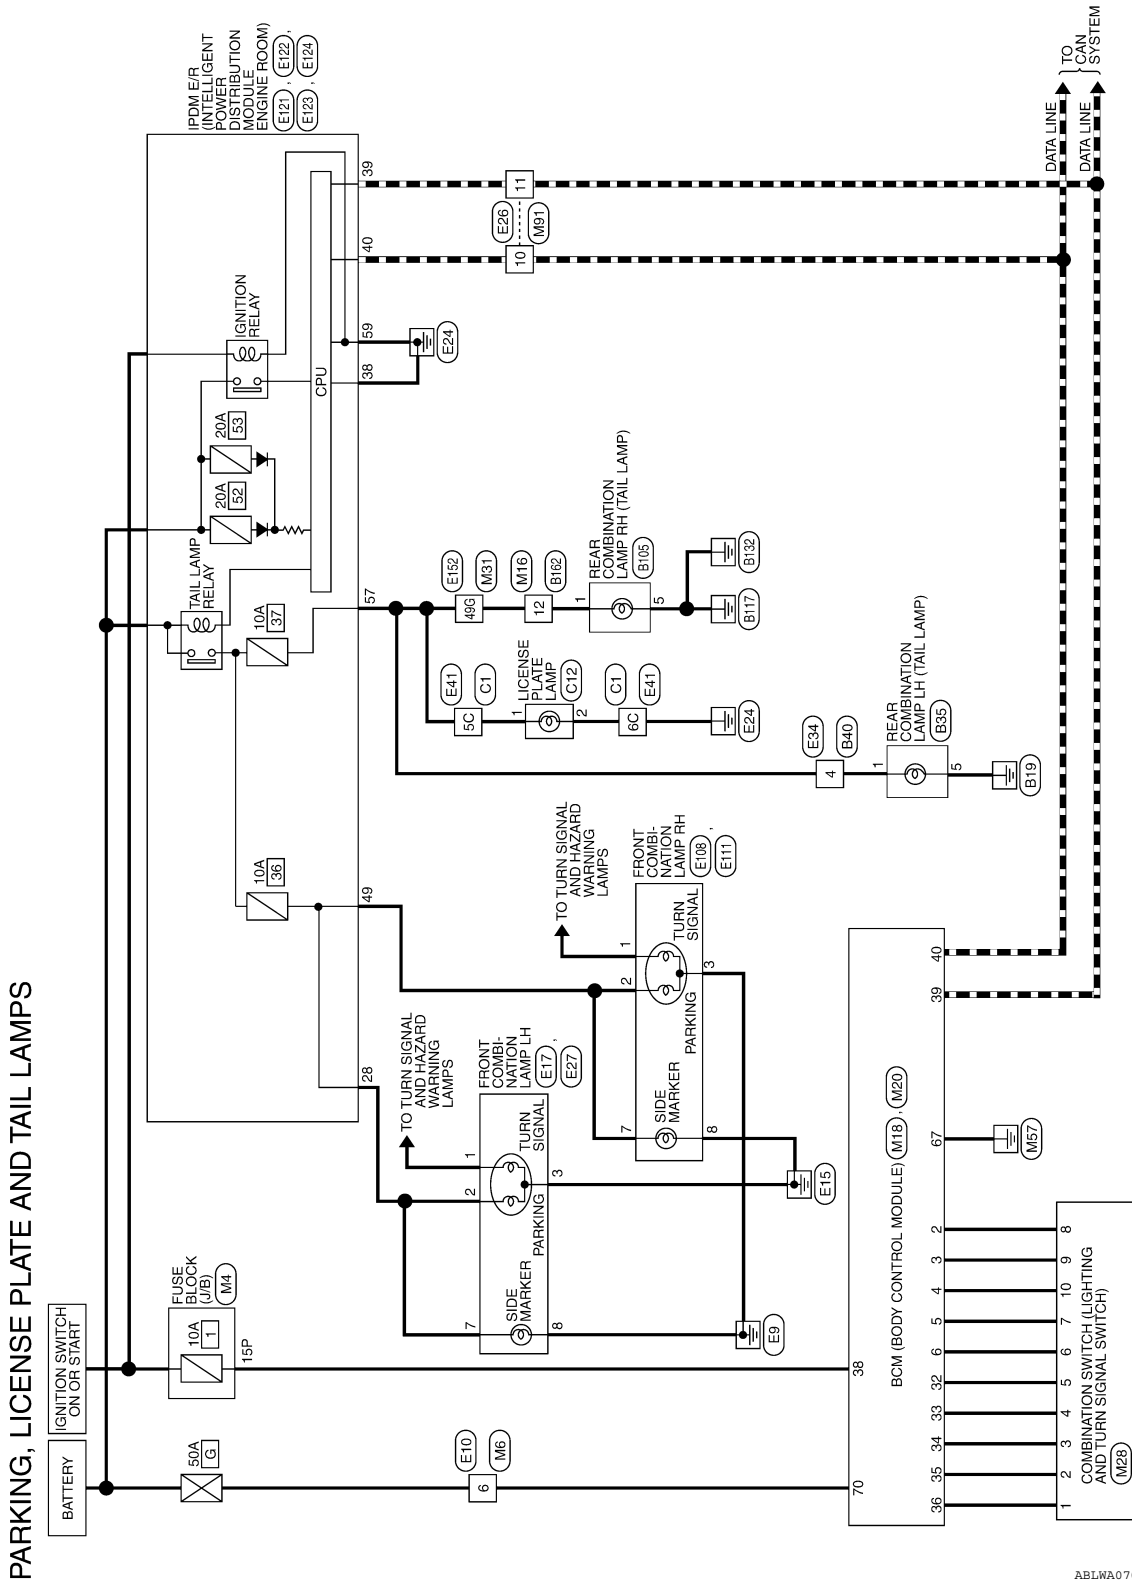 PARKING, LICENSE PLATE AND TAIL LAMPS
BATTERY
IGNITION SWITCH
ON OR START
50A
G
10A
1
FUSE
BLOCK
(J/B)
M4
15P
E10
6
M6
IPDM E/R
(INTELLIGENT
POWER
DISTRIBUTION
MODULE
ENGINE ROOM)
E121 , E122 ,
E123 , E124
10A
36
TAIL LAMP
RELAY
10A
37
20A
52
20A
53
IGNITION
RELAY
CPU
28
49
57
38
59
40
39
E24
E26
10
11
M91
DATA LINE
DATA LINE
TO
CAN
SYSTEM
TO TURN SIGNAL
AND HAZARD
WARNING
LAMPS
FRONT
COMBI-
NATION
LAMP LH
E17 ,
E27
7
2
1
SIDE
MARKER
PARKING
TURN
SIGNAL
8
3
TO TURN SIGNAL
AND HAZARD
WARNING
LAMPS
FRONT
COMBI-
NATION
LAMP RH
E108 ,
E111
7
2
1
SIDE
MARKER
PARKING
TURN
SIGNAL
8
3
E9
E15
E34
4
B40
1
REAR
COMBINATION
LAMP LH (TAIL LAMP)
B35
5
B19
E41
5C
C1
1
LICENSE
PLATE
LAMP
C12
2
C1
6C
E41
E24
E152
49G
M31
M16
12
B162
1
REAR
COMBINATION
LAMP RH (TAIL LAMP)
B105
5
B117
B132
70
38
BCM (BODY CONTROL MODULE) M18 , M20
36
35
34
33
32
6
5
4
3
2
67
39
40
M57
1
2
3
4
5
6
7
10
9
8
COMBINATION SWITCH (LIGHTING
AND TURN SIGNAL SWITCH)
M28